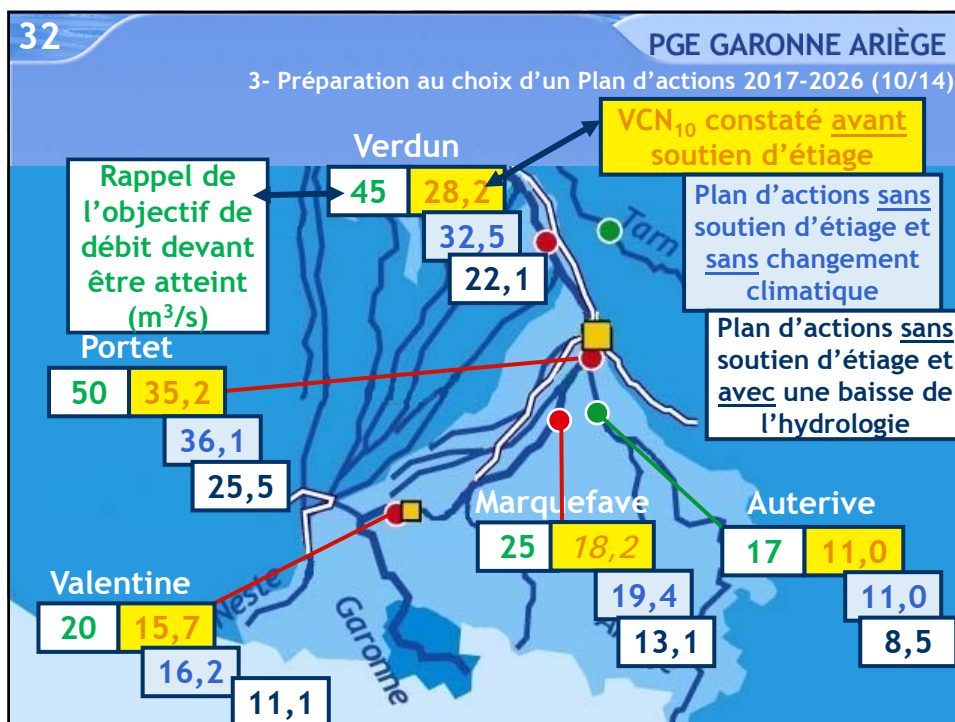 32
PGE GARONNE ARIÈGE
3- Préparation au choix d'un Plan d'actions 2017-2026 (10/14)
VCN10 constaté avant
soutien d'étiage
Verdun
45 28,2
32,5
22,1
Rappel de
l'objectif de
débit devant
être atteint
(m³/s)
Tarn
Plan d'actions sans
soutien d'étiage et
sans changement
climatique
Plan d'actions sans
soutien d'étiage et
avec une baisse de
l'hydrologie
Portet
50 35,2
36,1
25,5
Marquefave
25 18,2
19,4
13,1
Auterive
17 11,0
11,0
8,5
Valentine
20 15,7
16,2
11,1
Neste
Garonne